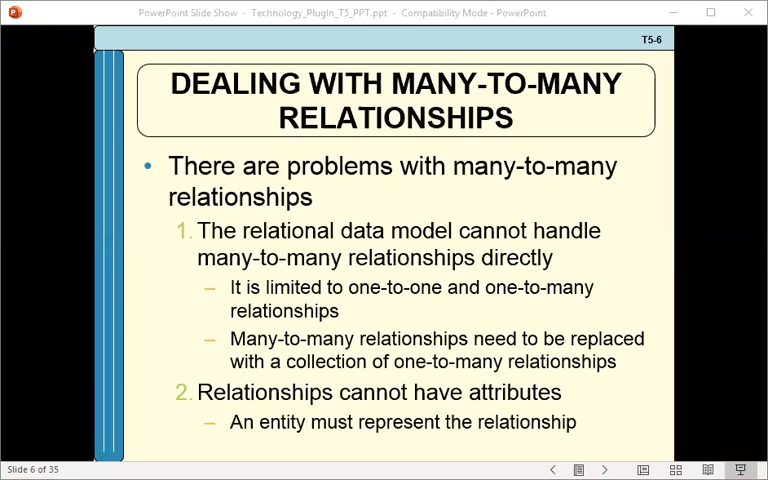 PowerPoint Slide Show - Technology_PlugIn_T5_PPT.ppt - Compatibility Mode - PowerPoint
T5-6
DEALING WITH MANY-TO-MANY
RELATIONSHIPS
• There are problems with many-to-many
relationships
1. The relational data model cannot handle
many-to-many relationships directly
– It is limited to one-to-one and one-to-many
relationships
– Many-to-many relationships need to be replaced
with a collection of one-to-many relationships
2. Relationships cannot have attributes
– An entity must represent the relationship
Slide 6 of 35